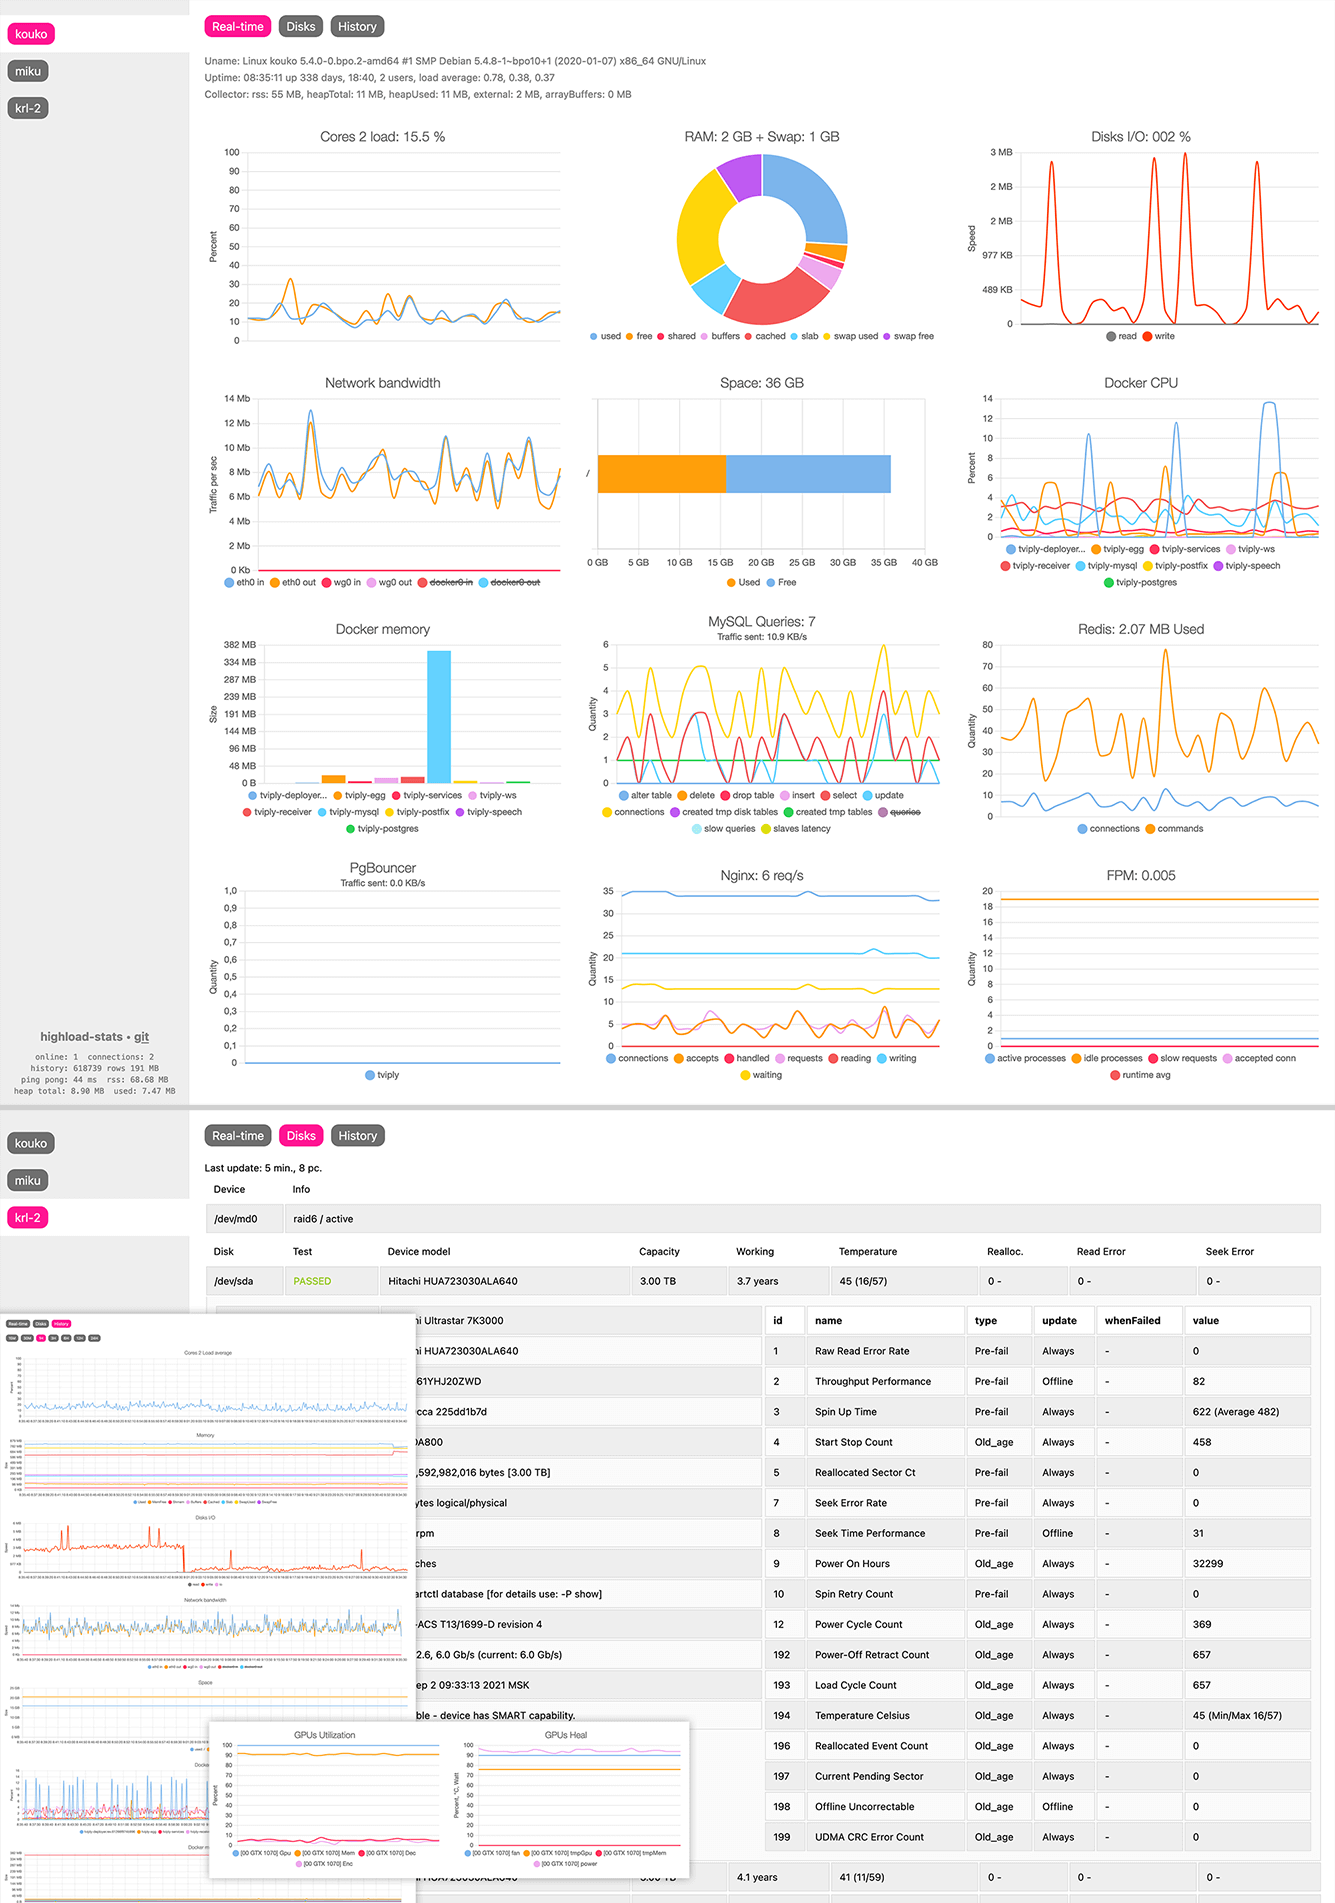 kouko
miku
krl-2
Real-time Disks History
Uname: Linux kouko 5.4.0-0.bpo.2-amd64 #1 SMP Debian 5.4.8-1~bpo10+1 (2020-01-07) x86_64 GNU/Linux
Uptime: 08:35:11 up 338 days, 18:40, 2 users, load average: 0.78, 0.38, 0.37
Collector: rss: 55 MB, heapTotal: 11 MB, heapUsed: 11 MB, external: 2 MB, arrayBuffers: 0 MB
Cores 2 load: 15.5 %
100
90
80
70
60
50
40
30
20
10
0
Percent
RAM: 2 GB + Swap: 1 GB
used free shared buffers cached slab swap used swap free
Disks I/O: 002 %
3 MB
2 MB
2 MB
977 KB
489 KB
0
Speed
read write
Network bandwidth
14 Mb
12 Mb
10 Mb
8 Mb
6 Mb
4 Mb
2 Mb
0 Kb
Traffic per sec
eth0 in eth0 out wg0 in wg0 out docker0 in docker0 out
Space: 36 GB
/
0 GB 5 GB 10 GB 15 GB 20 GB 25 GB 30 GB 35 GB 40 GB
Used Free
Docker CPU
14
12
10
8
6
4
2
0
Percent
tviply-deployer... tviply-egg tviply-services tviply-ws
tviply-receiver tviply-mysql tviply-postfix tviply-speech
tviply-postgres
Docker memory
382 MB
334 MB
287 MB
239 MB
191 MB
144 MB
96 MB
48 MB
0 B
Size
tviply-deployer... tviply-egg tviply-services tviply-ws
tviply-receiver tviply-mysql tviply-postfix tviply-speech
tviply-postgres
MySQL Queries: 7
Traffic sent: 10.9 KB/s
6
5
4
3
2
1
0
Quantity
alter table delete drop table insert select update
connections created tmp disk tables created tmp tables queries
slow queries slaves latency
Redis: 2.07 MB Used
80
70
60
50
40
30
20
10
0
Quantity
connections commands
PgBouncer
Traffic sent: 0.0 KB/s
1,0
0,9
0,8
0,7
0,6
0,5
0,4
0,3
0,2
0,1
0
Quantity
tviply
Nginx: 6 req/s
35
30
25
20
15
10
5
0
Quantity
connections accepts handled requests reading writing
waiting
FPM: 0.005
20
18
16
14
12
10
8
6
4
2
0
Quantity
active processes idle processes slow requests accepted conn
runtime avg
highload-stats • git
online: 1 connections: 2
history: 618739 rows 191 MB
ping pong: 44 ms rss: 68.68 MB
heap total: 8.90 MB used: 7.47 MB
kouko
miku
krl-2
Real-time Disks History
Last update: 5 min., 8 pc.
Device Info
/dev/md0 raid6 / active
Disk Test Device model Capacity Working Temperature Realloc. Read Error Seek Error
/dev/sda PASSED Hitachi HUA723030ALA640 3.00 TB 3.7 years 45 (16/57) 0 - 0 - 0 -
hi Ultrastar 7K3000
hi HUA723030ALA640
61YHJ20ZWD
cca 225dd1b7d
0A800
,592,982,016 bytes [3.00 TB]
ytes logical/physical
rpm
ches
artctl database [for details use: -P show]
-ACS T13/1699-D revision 4
2.6, 6.0 Gb/s (current: 6.0 Gb/s)
ep 2 09:33:13 2021 MSK
ble - device has SMART capability.
id name type update whenFailed value
1 Raw Read Error Rate Pre-fail Always - 0
2 Throughput Performance Pre-fail Offline - 82
3 Spin Up Time Pre-fail Always - 622 (Average 482)
4 Start Stop Count Old_age Always - 458
5 Reallocated Sector Ct Pre-fail Always - 0
7 Seek Error Rate Pre-fail Always - 0
8 Seek Time Performance Pre-fail Offline - 31
9 Power On Hours Old_age Always - 32299
10 Spin Retry Count Pre-fail Always - 0
12 Power Cycle Count Old_age Always - 369
192 Power-Off Retract Count Old_age Always - 657
193 Load Cycle Count Old_age Always - 657
194 Temperature Celsius Old_age Always - 45 (Min/Max 16/57)
196 Reallocated Event Count Old_age Always - 0
197 Current Pending Sector Old_age Always - 0
198 Offline Uncorrectable Old_age Offline - 0
199 UDMA CRC Error Count Old_age Always - 0
4.1 years 41 (11/59) 0 - 0 - 0 -
Real-time Disks History
Cores 2 Load average
Memory
Disks I/O
read write
Network bandwidth
Space
GPUs Utilization
100
90
80
70
60
50
40
30
20
10
0
Percent
[00 GTX 1070] Gpu [00 GTX 1070] Mem [00 GTX 1070] Dec
[00 GTX 1070] Enc
GPUs Heal
100
90
80
70
60
50
40
30
20
10
0
Percent, °C, Watt
[00 GTX 1070] fan [00 GTX 1070] tmpGpu [00 GTX 1070] tmpMem
[00 GTX 1070] power